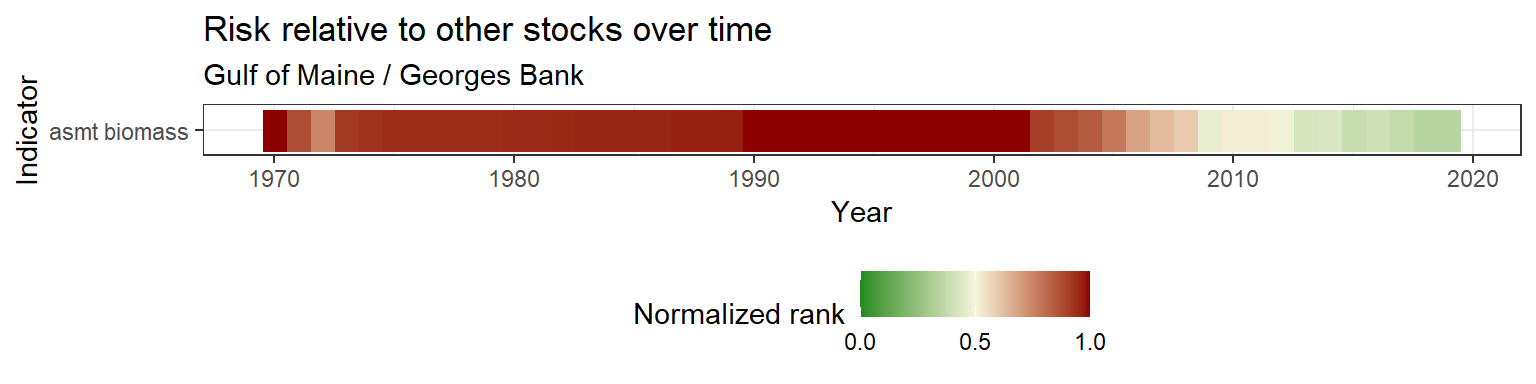 Risk relative to other stocks over time
Gulf of Maine / Georges Bank
Indicator
asmt biomass
1970 1980 1990 2000 2010 2020
Year
Normalized rank
0.0 0.5 1.0